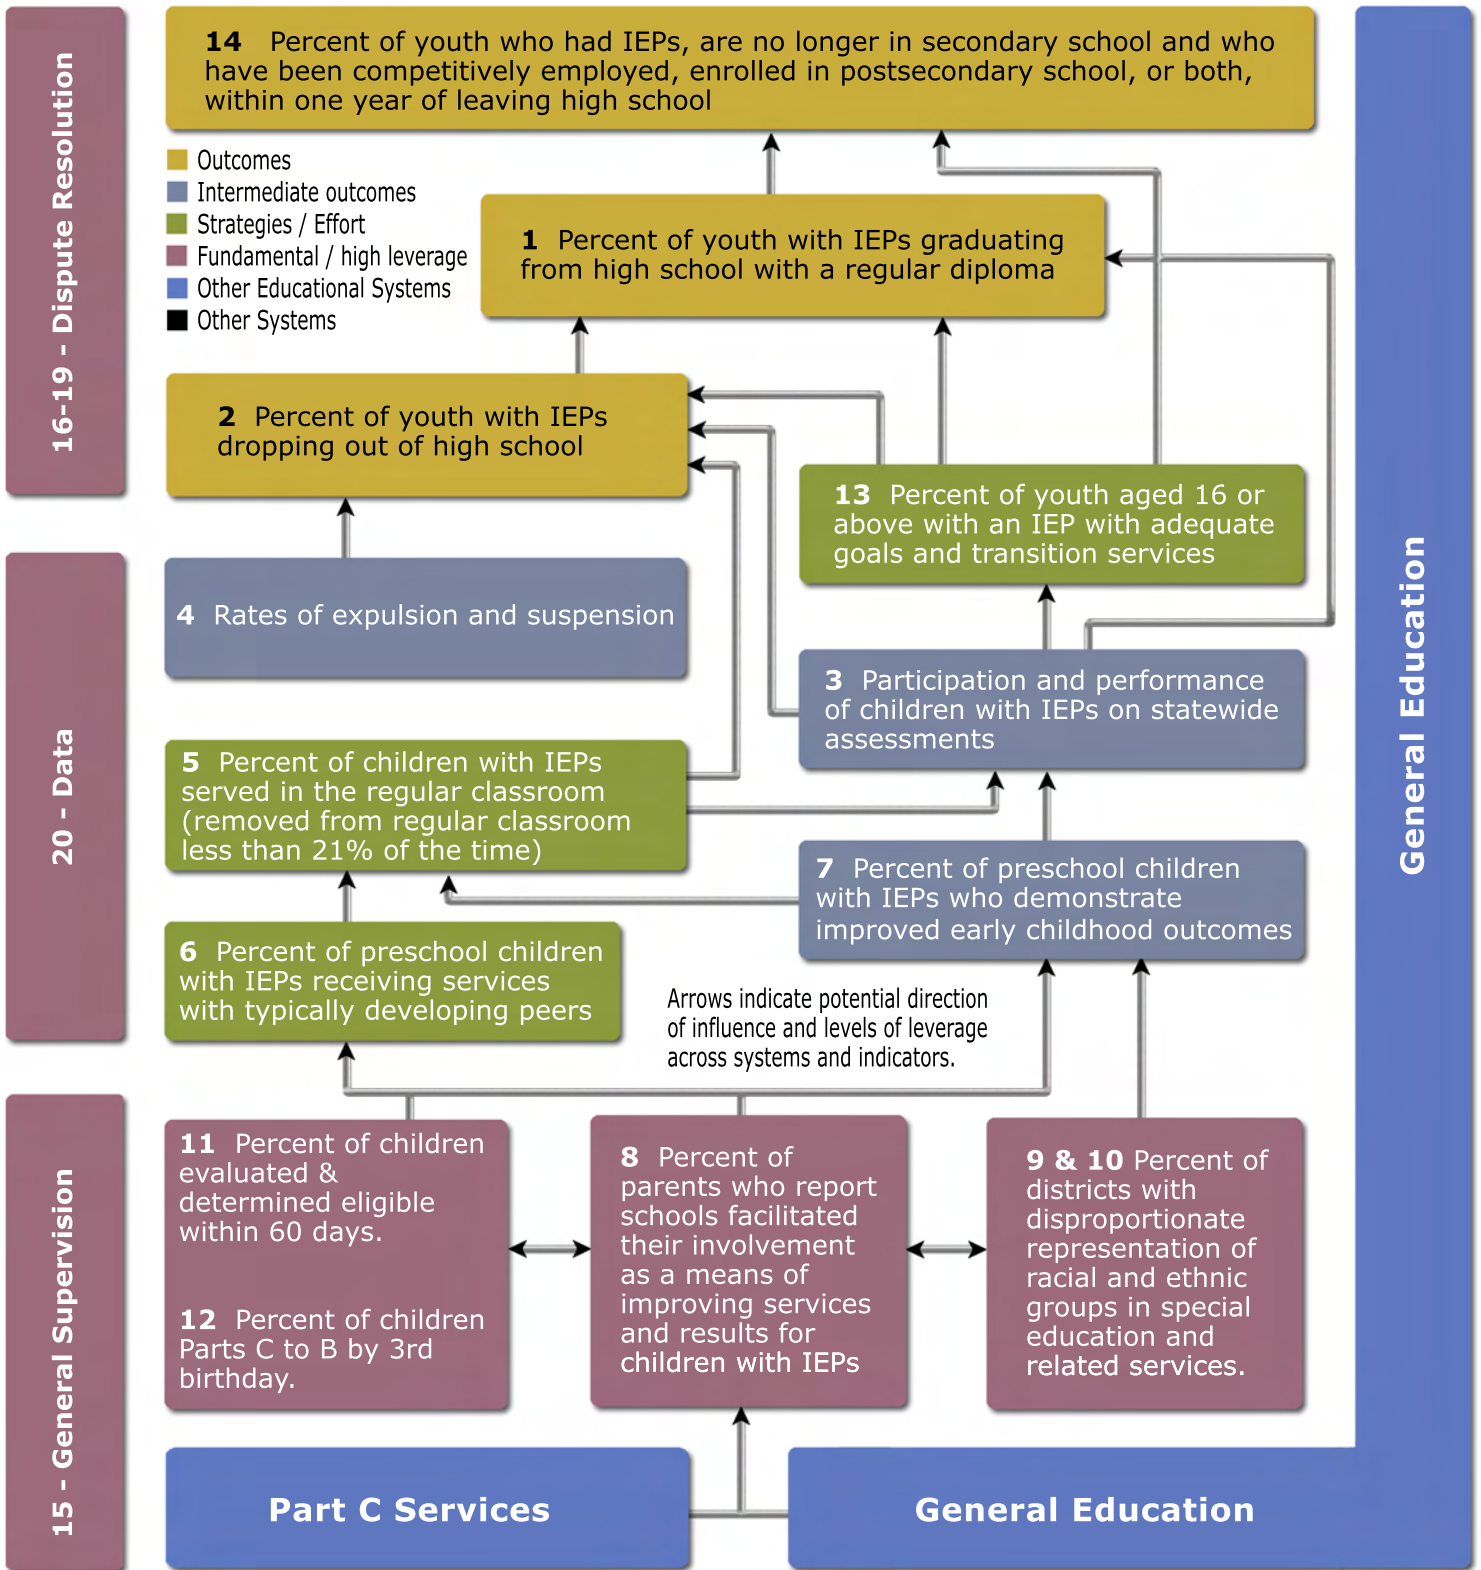 16-19 - Dispute Resolution
20 - Data
15 - General Supervision
14 Percent of youth who had IEPs, are no longer in secondary school and who
have been competitively employed, enrolled in postsecondary school, or both,
within one year of leaving high school
Outcomes
Intermediate outcomes
Strategies / Effort
Fundamental / high leverage
Other Educational Systems
Other Systems
1 Percent of youth with IEPs graduating
from high school with a regular diploma
2 Percent of youth with IEPs
dropping out of high school
13 Percent of youth aged 16 or
above with an IEP with adequate
goals and transition services
4 Rates of expulsion and suspension
3 Participation and performance
of children with IEPs on statewide
assessments
5 Percent of children with IEPs
served in the regular classroom
(removed from regular classroom
less than 21% of the time)
7 Percent of preschool children
with IEPs who demonstrate
improved early childhood outcomes
6 Percent of preschool children
with IEPs receiving services
with typically developing peers
Arrows indicate potential direction
of influence and levels of leverage
across systems and indicators.
11 Percent of children
evaluated &
determined eligible
within 60 days.
12 Percent of children
Parts C to B by 3rd
birthday.
8 Percent of
parents who report
schools facilitated
their involvement
as a means of
improving services
and results for
children with IEPs
9 & 10 Percent of
districts with
disproportionate
representation of
racial and ethnic
groups in special
education and
related services.
Part C Services
General Education
General Education